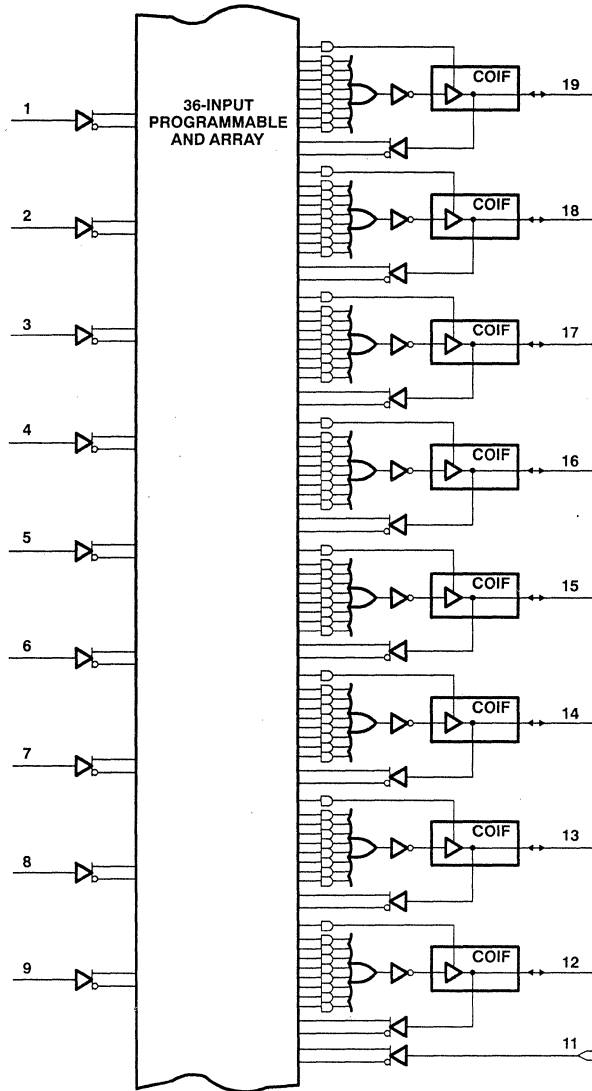 36-INPUT
PROGRAMMABLE
AND ARRAY
1
2
3
4
5
6
7
8
9
COIF
19
COIF
18
COIF
17
COIF
16
COIF
15
COIF
14
COIF
13
COIF
12
11